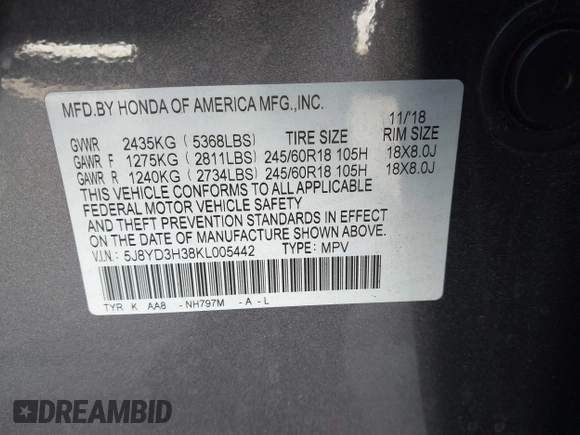 MFD.BY HONDA OF AMERICA MFG.,INC.
11/'18
GVWR 2435KG ( 5368LBS) TIRE SIZE RIM SIZE
GAWR F 1275KG ( 2811LBS) 245/60R18 105H 18X8.0J
GAWR R 1240KG ( 2734LBS) 245/60R18 105H 18X8.0J
THIS VEHICLE CONFORMS TO ALL APPLICABLE
FEDERAL MOTOR VEHICLE SAFETY
AND THEFT PREVENTION STANDARDS IN EFFECT
ON THE DATE OF MANUFACTURE SHOWN ABOVE.
V.I.N.: 5J8YD3H38KL005442 TYPE: MPV
TYR K AA8 -NH797M -A-L
DREAMBID